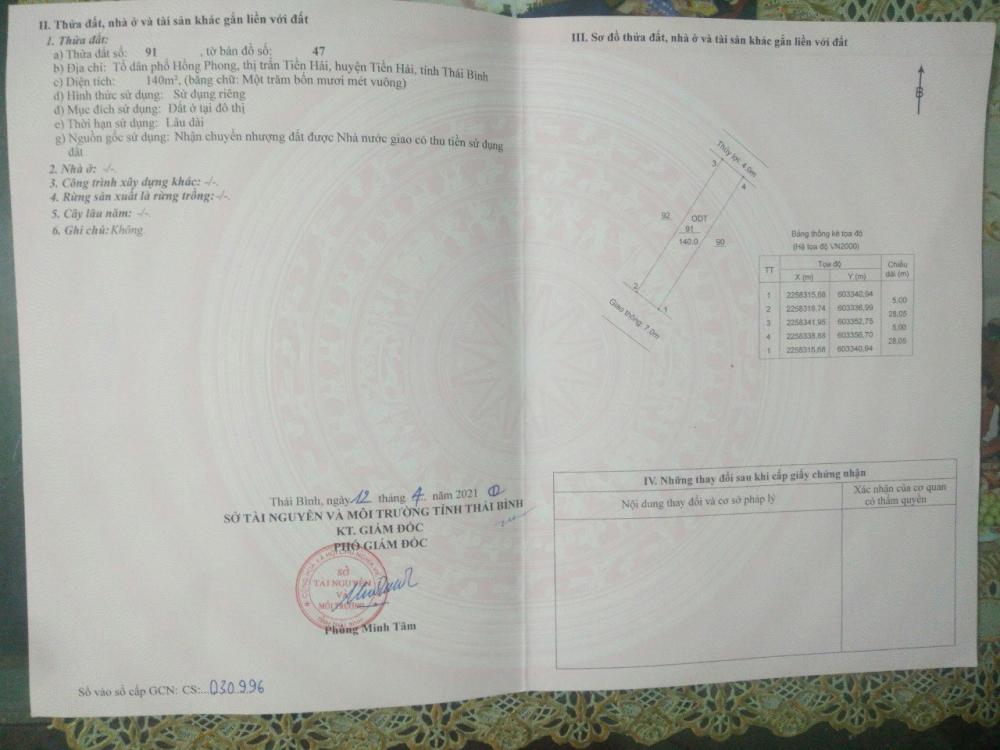 II. Thửa đất, nhà ở và tài sản khác gắn liền với đất
1. Thửa đất:
a) Thửa đất số: 91 , tờ bản đồ số: 47
b) Địa chỉ: Tổ dân phố Hồng Phong, thị trấn Tiền Hải, huyện Tiền Hải, tỉnh Thái Bình
c) Diện tích: 140m², (bằng chữ: Một trăm bốn mươi mét vuông)
d) Hình thức sử dụng: Sử dụng riêng
đ) Mục đích sử dụng: Đất ở tại đô thị
e) Thời hạn sử dụng: Lâu dài
g) Nguồn gốc sử dụng: Nhận chuyển nhượng đất được Nhà nước giao có thu tiền sử dụng
đất
2. Nhà ở: -/-.
3. Công trình xây dựng khác: -/-.
4. Rừng sản xuất là rừng trồng: -/-.
5. Cây lâu năm: -/-.
6. Ghi chú: Không.
Thái Bình, ngày 12 tháng 4 năm 2021
SỞ TÀI NGUYÊN VÀ MÔI TRƯỜNG TỈNH THÁI BÌNH
KT. GIÁM ĐỐC
PHÓ GIÁM ĐỐC
SỞ
TÀI NGUYÊN
VÀ
MÔI TRƯỜNG
Phùng Minh Tâm
Số vào sổ cấp GCN: CS:...030996
III. Sơ đồ thửa đất, nhà ở và tài sản khác gắn liền với đất
B
Thủy lợi: 4.0m
3
4
92
ODT
91
140.0
90
2
1
Giao thông: 7.0m
Bảng thống kê tọa độ
(Hệ tọa độ VN2000)
TT Tọa độ Chiều dài (m)
X (m) Y (m)
1 2258315,68 603340,94
5,00
2 2258318,74 603336,99
28,05
3 2258341,95 603352,75
5,00
4 2258338,88 603356,70
28,05
1 2258315,68 603340,94
IV. Những thay đổi sau khi cấp giấy chứng nhận
Nội dung thay đổi và cơ sở pháp lý
Xác nhận của cơ quan
có thẩm quyền